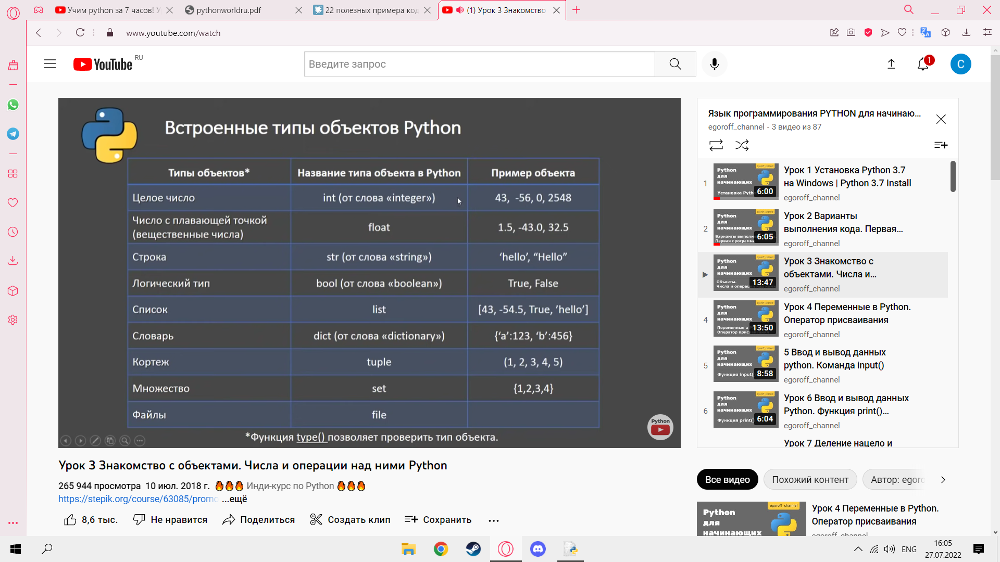 Учим python за 7 часов! У
pythonworldru.pdf
22 полезных примера код
(1) Урок 3 Знакомство
www.youtube.com/watch
YouTube RU
Введите запрос
1
C
Встроенные типы объектов Python
Типы объектов* Название типа объекта в Python Пример объекта
Целое число int (от слова «integer») 43, -56, 0, 2548
Число с плавающей точкой
(вещественные числа) float 1.5, -43.0, 32.5
Строка str (от слова «string») ‘hello’, “Hello”
Логический тип bool (от слова «boolean») True, False
Список list [43, -54.5, True, ’hello’]
Словарь dict (от слова «dictionary») {‘a’:123, ‘b’:456}
Кортеж tuple (1, 2, 3, 4, 5)
Множество set {1,2,3,4}
Файлы file
*Функция type() позволяет проверить тип объекта.
Python
Урок 3 Знакомство с объектами. Числа и операции над ними Python
265 944 просмотра 10 июл. 2018 г. 🔥🔥🔥 Инди-курс по Python 🔥🔥🔥
https://stepik.org/course/63085/promo ...ещё
8,6 тыс. Не нравится Поделиться Создать клип Сохранить
Язык программирования PYTHON для начинаю...
egoroff_channel - 3 видео из 87
1
Python
для
начинающих
egoroff_channel
Установка Pyth
6:00
Урок 1 Установка Python 3.7
на Windows | Python 3.7 Install
egoroff_channel
2
Python
для
начинающих
egoroff_channel
Варианты выполн
Первая программа
6:05
Урок 2 Варианты
выполнения кода. Первая...
egoroff_channel
Python
для
начинающих
egoroff_channel
Объекты.
Числа и операц
13:47
Урок 3 Знакомство с
объектами. Числа и...
egoroff_channel
4
Python
для
начинающих
egoroff_channel
Переменные в
Оператор прис
13:50
Урок 4 Переменные в Python.
Оператор присваивания
egoroff_channel
5
Python
для
начинающих
egoroff_channel
Функция input(
8:58
5 Ввод и вывод данных
python. Команда input()
egoroff_channel
6
Python
для
начинающих
egoroff_channel
Функция print()
6:04
Урок 6 Ввод и вывод данных
Python. Функция print()...
egoroff_channel
Урок 7 Деление нацело и
Все видео Похожий контент Автор: egoro
Python
для
начинающих
egoroff_channel
Урок 4 Переменные в Python.
Оператор присваивания
egoroff_channel
ENG
16:05
27.07.2022